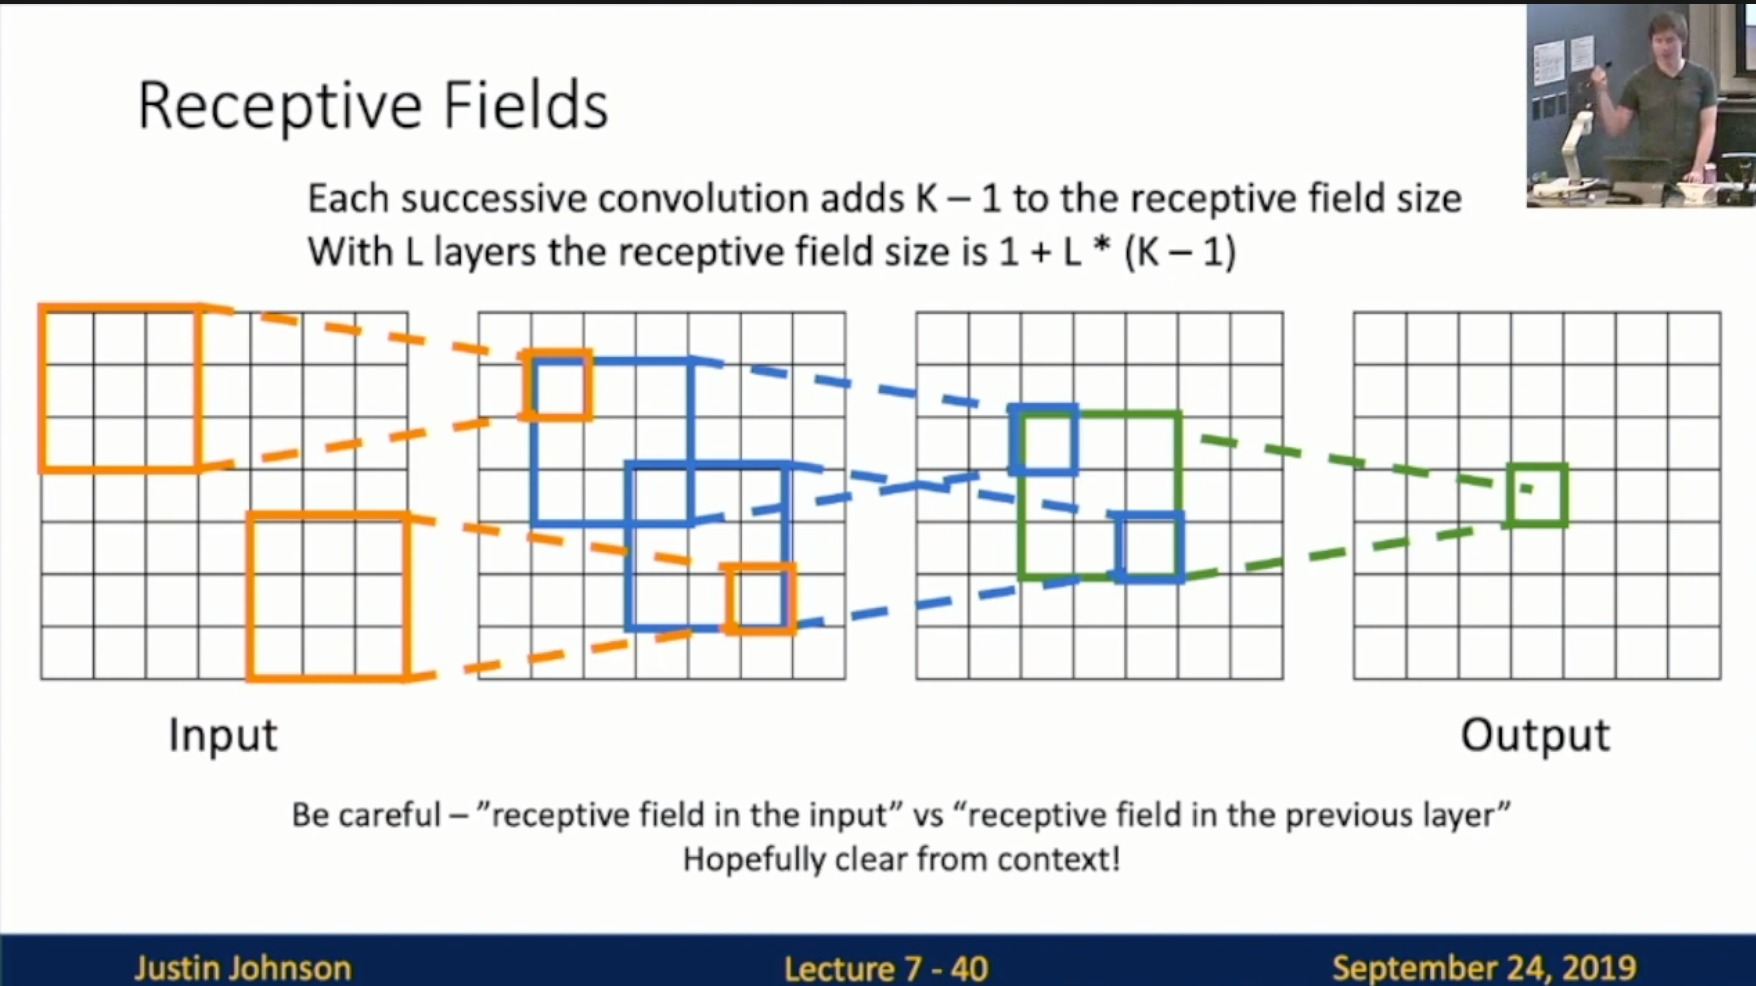 Receptive Fields
Each successive convolution adds K – 1 to the receptive field size
With L layers the receptive field size is 1 + L * (K – 1)
Input
Output
Be careful – ”receptive field in the input” vs “receptive field in the previous layer”
Hopefully clear from context!
Justin Johnson
Lecture 7 - 40
September 24, 2019